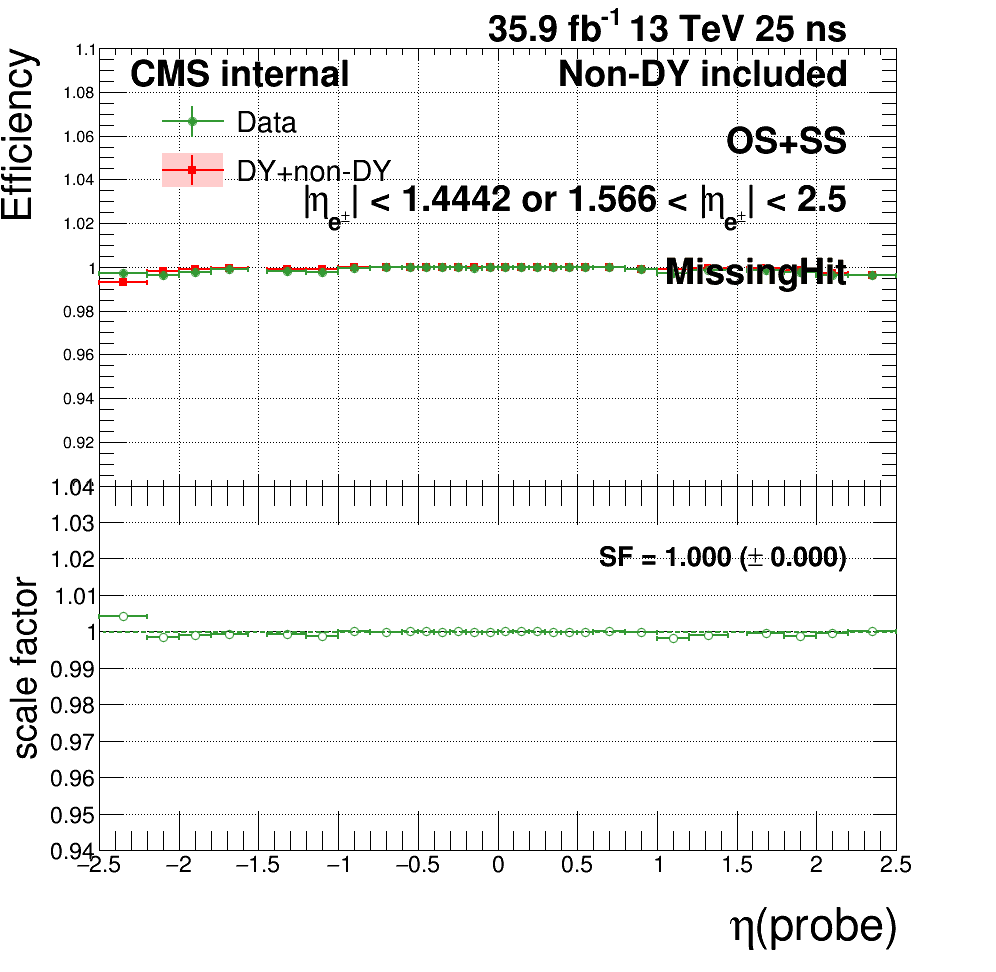 35.9 fb-1 13 TeV 25 ns
Efficiency
CMS internal
Non-DY included
Data
OS+SS
DY+non-DY
|ηe±| < 1.4442 or 1.566 < |ηe±| < 2.5
MissingHit
1.1
1.08
1.06
1.04
1.02
1
0.98
0.96
0.94
0.92
1.04
1.03
1.02
1.01
1
0.99
0.98
0.97
0.96
0.95
0.94
SF = 1.000 (± 0.000)
scale factor
−2.5 −2 −1.5 −1 −0.5 0 0.5 1 1.5 2 2.5
η(probe)